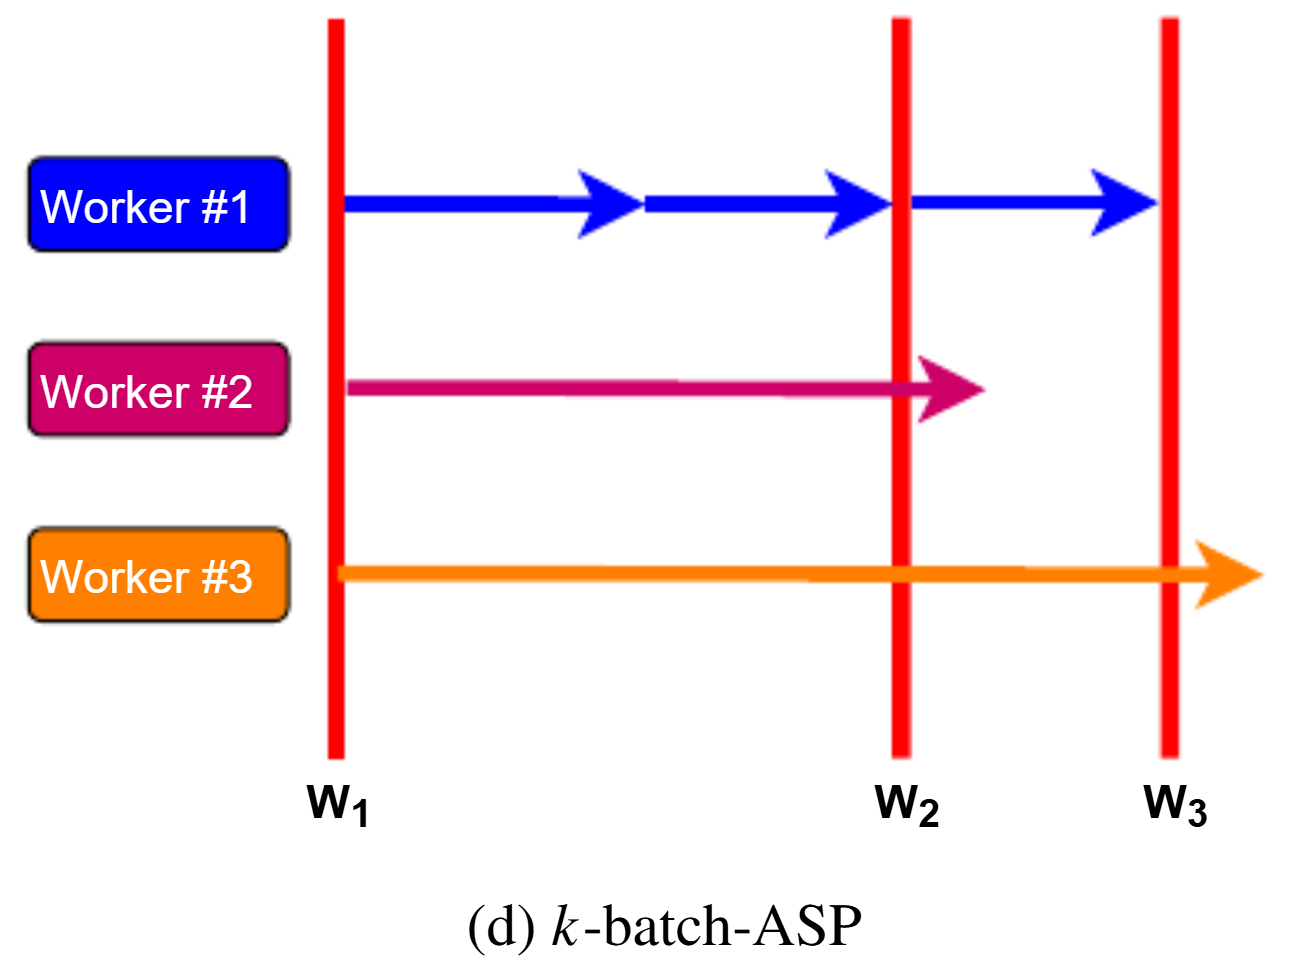 Worker #1
Worker #2
Worker #3
w1 w2 w3
(d) k-batch-ASP